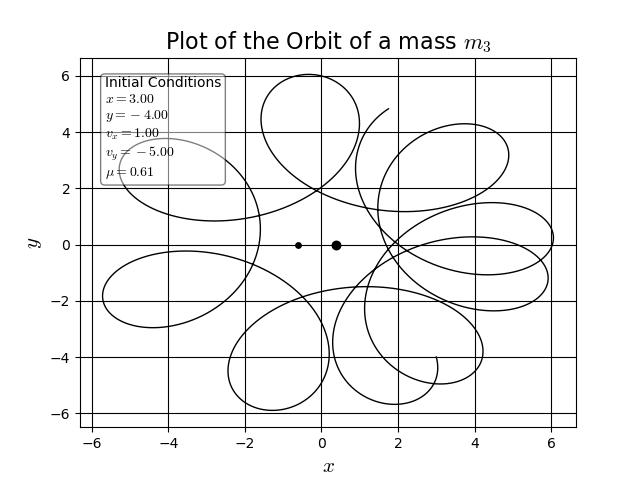 Plot of the Orbit of a mass m₃
Initial Conditions
x = 3.00
y = −4.00
vₓ = 1.00
v_y = −5.00
μ = 0.61
6
4
2
0
−2
−4
−6
y
−6 −4 −2 0 2 4 6
x